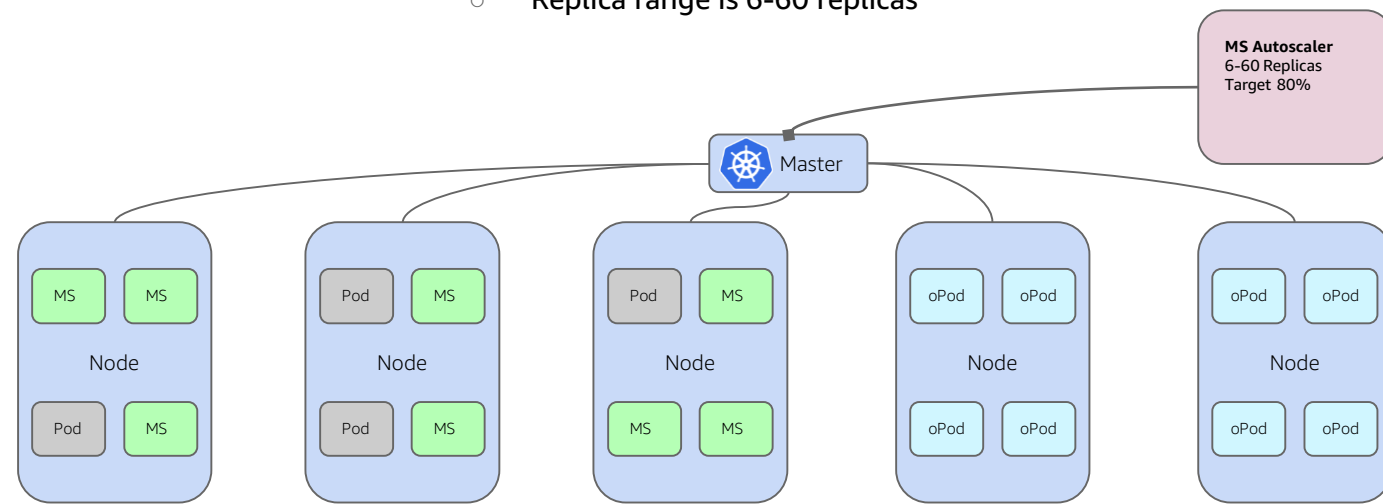 Replica range is 6-60 replicas
MS Autoscaler
6-60 Replicas
Target 80%
Master
MS MS
Node
Pod MS
Pod MS
Node
Pod MS
Pod MS
Node
MS MS
oPod oPod
Node
oPod oPod
oPod oPod
Node
oPod oPod